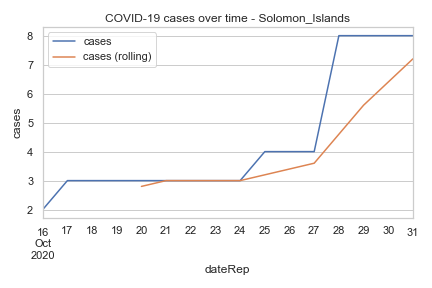 COVID-19 cases over time - Solomon_Islands
cases
cases (rolling)
8
7
6
5
4
3
2
cases
16 17 18 19 20 21 22 23 24 25 26 27 28 29 30 31
Oct
2020
dateRep